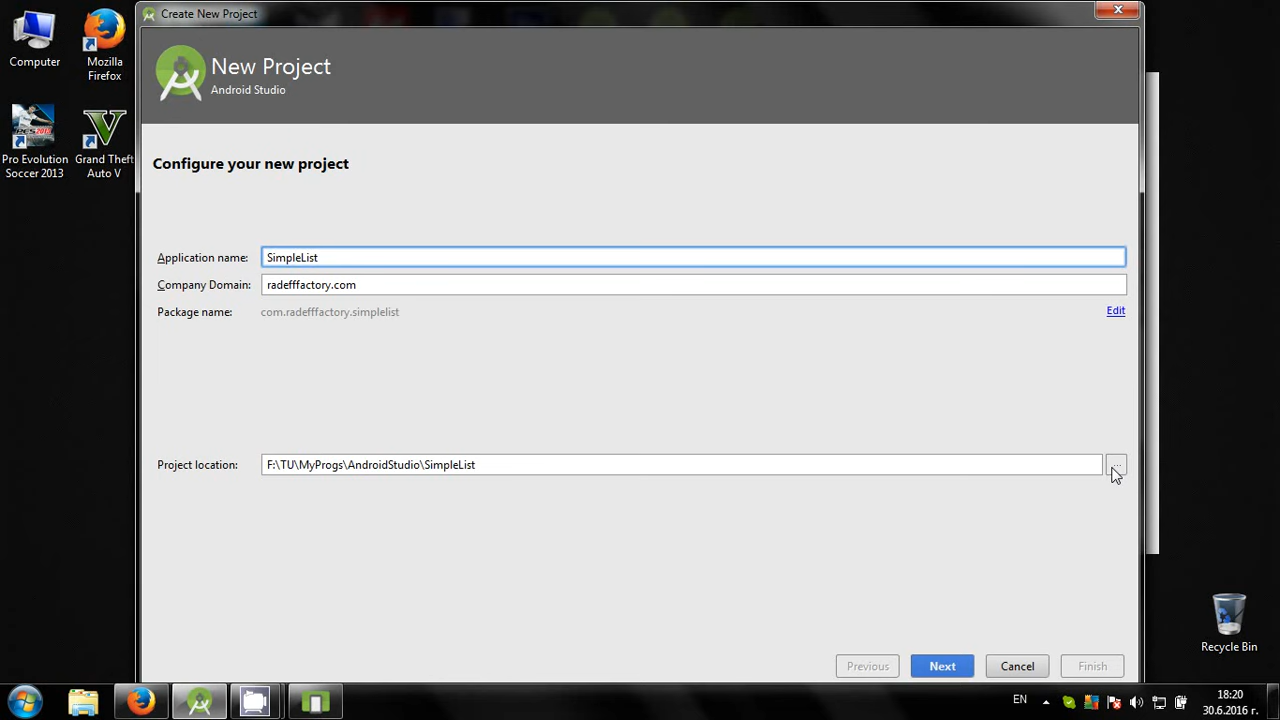 Create New Project
Computer
Mozilla
Firefox
Pro Evolution
Soccer 2013
Grand Theft
Auto V
New Project
Android Studio
Configure your new project
Application name: SimpleList
Company Domain: radefffactory.com
Package name: com.radefffactory.simplelist Edit
Project location: F:\TU\MyProgs\AndroidStudio\SimpleList ...
Recycle Bin
Previous Next Cancel Finish
EN 18:20
30.6.2016 г.